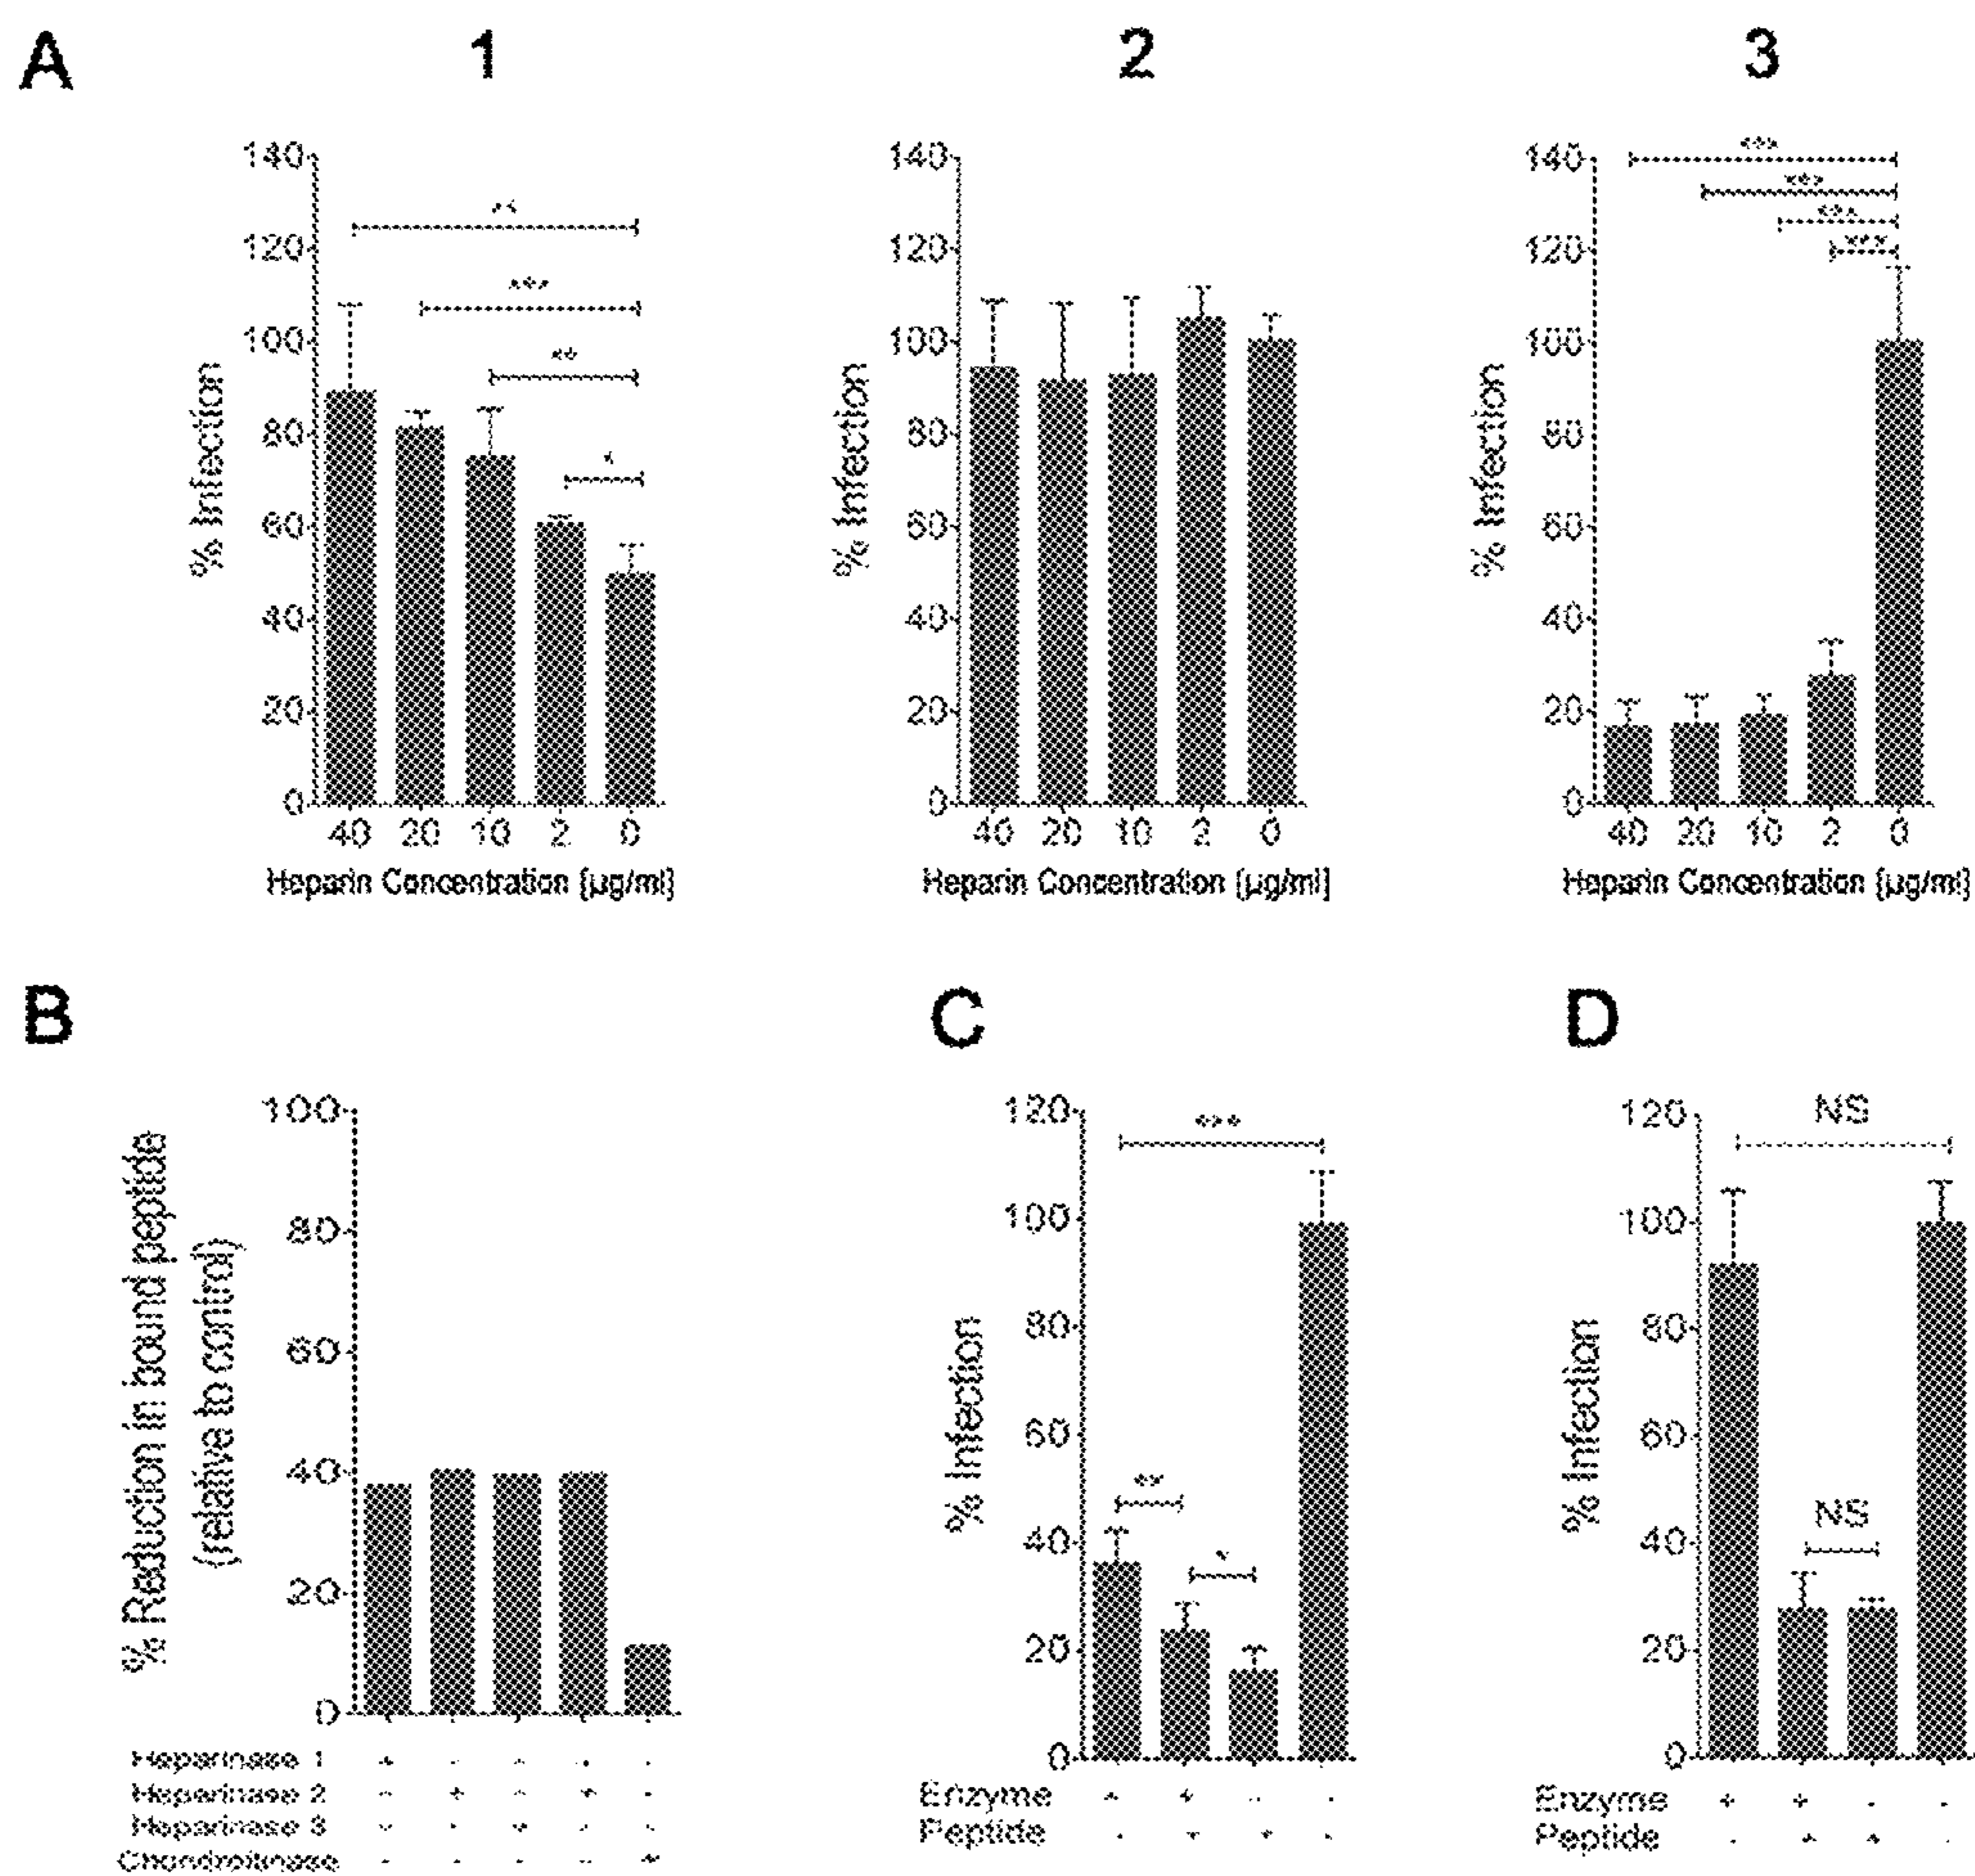 A 1 2 3
140 120 100 80 60 40 20 0
% Infection
** *** ** *
40 20 10 2 0
Heparin Concentration [µg/ml]
140 120 100 80 60 40 20 0
% Infection
40 20 10 2 0
Heparin Concentration [µg/ml]
140 120 100 80 60 40 20 0
% Infection
*** *** *** ***
40 20 10 2 0
Heparin Concentration [µg/ml]
B
100 80 60 40 20 0
% Reduction in bound peptide
(relative to control)
Heparinase 1
Heparinase 2
Heparinase 3
Chondroitinase
C
120 100 80 60 40 20 0
% Infection
*** ** *
Enzyme + + - -
Peptide - + + -
D
120 100 80 60 40 20 0
% Infection
NS
NS
Enzyme + + - -
Peptide - + + -